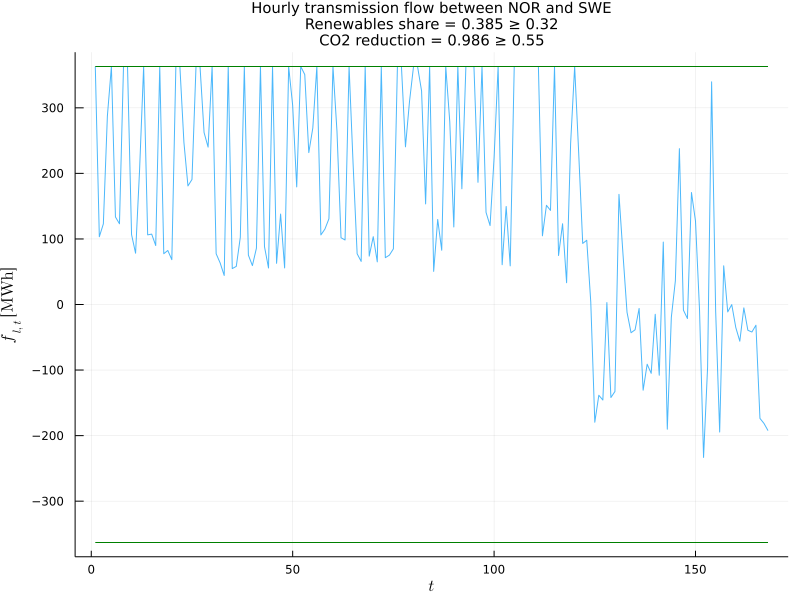 Hourly transmission flow between NOR and SWE
Renewables share = 0.385 ≥ 0.32
CO2 reduction = 0.986 ≥ 0.55
300
200
100
0
−100
−200
−300
f l,t [MWh]
0 50 100 150
t